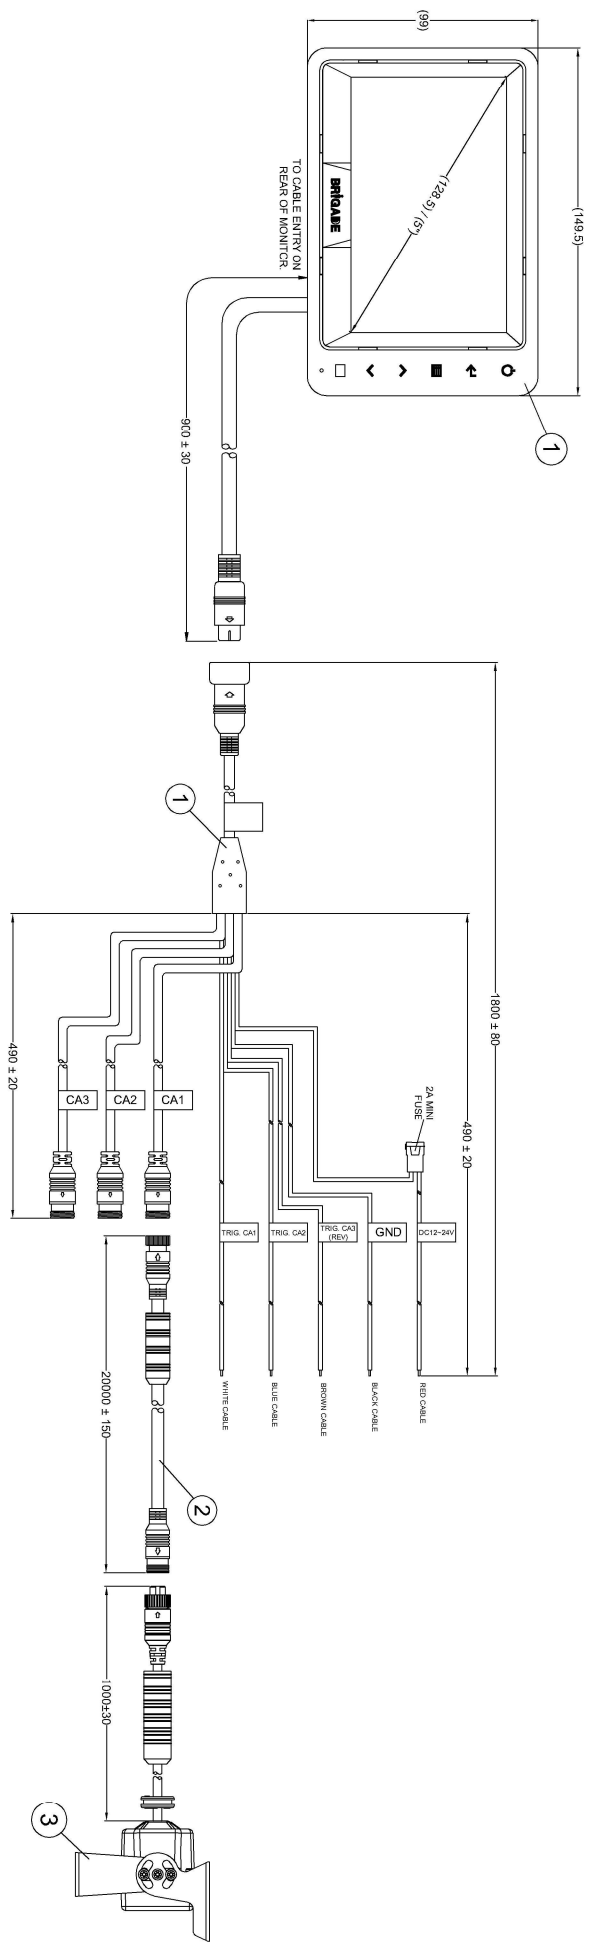 (99)
(149.5)
(128.5) / (5")
BRIGADE
TO CABLE ENTRY ON
REAR OF MONITOR.
900 ± 30
1
1
1800 ± 80
490 ± 20
490 ± 20
2A MINI
FUSE
CA3
CA2
CA1
TRIG. CA1
TRIG. CA2
TRIG. CA3
(REV)
GND
DC12~24V
WHITE CABLE
BLUE CABLE
BROWN CABLE
BLACK CABLE
RED CABLE
20000 ± 150
2
1000±30
3